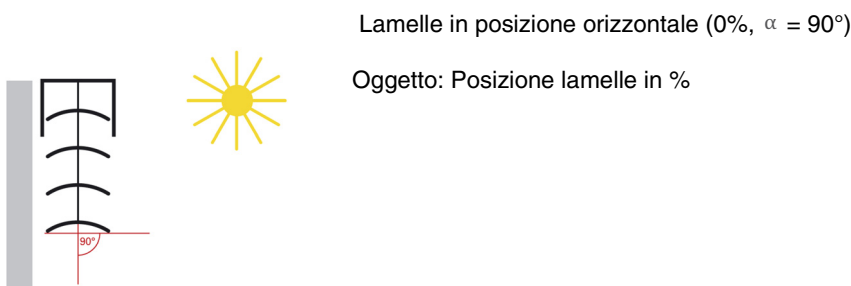 Lamelle in posizione orizzontale (0%, α = 90°)
Oggetto: Posizione lamelle in %
90°